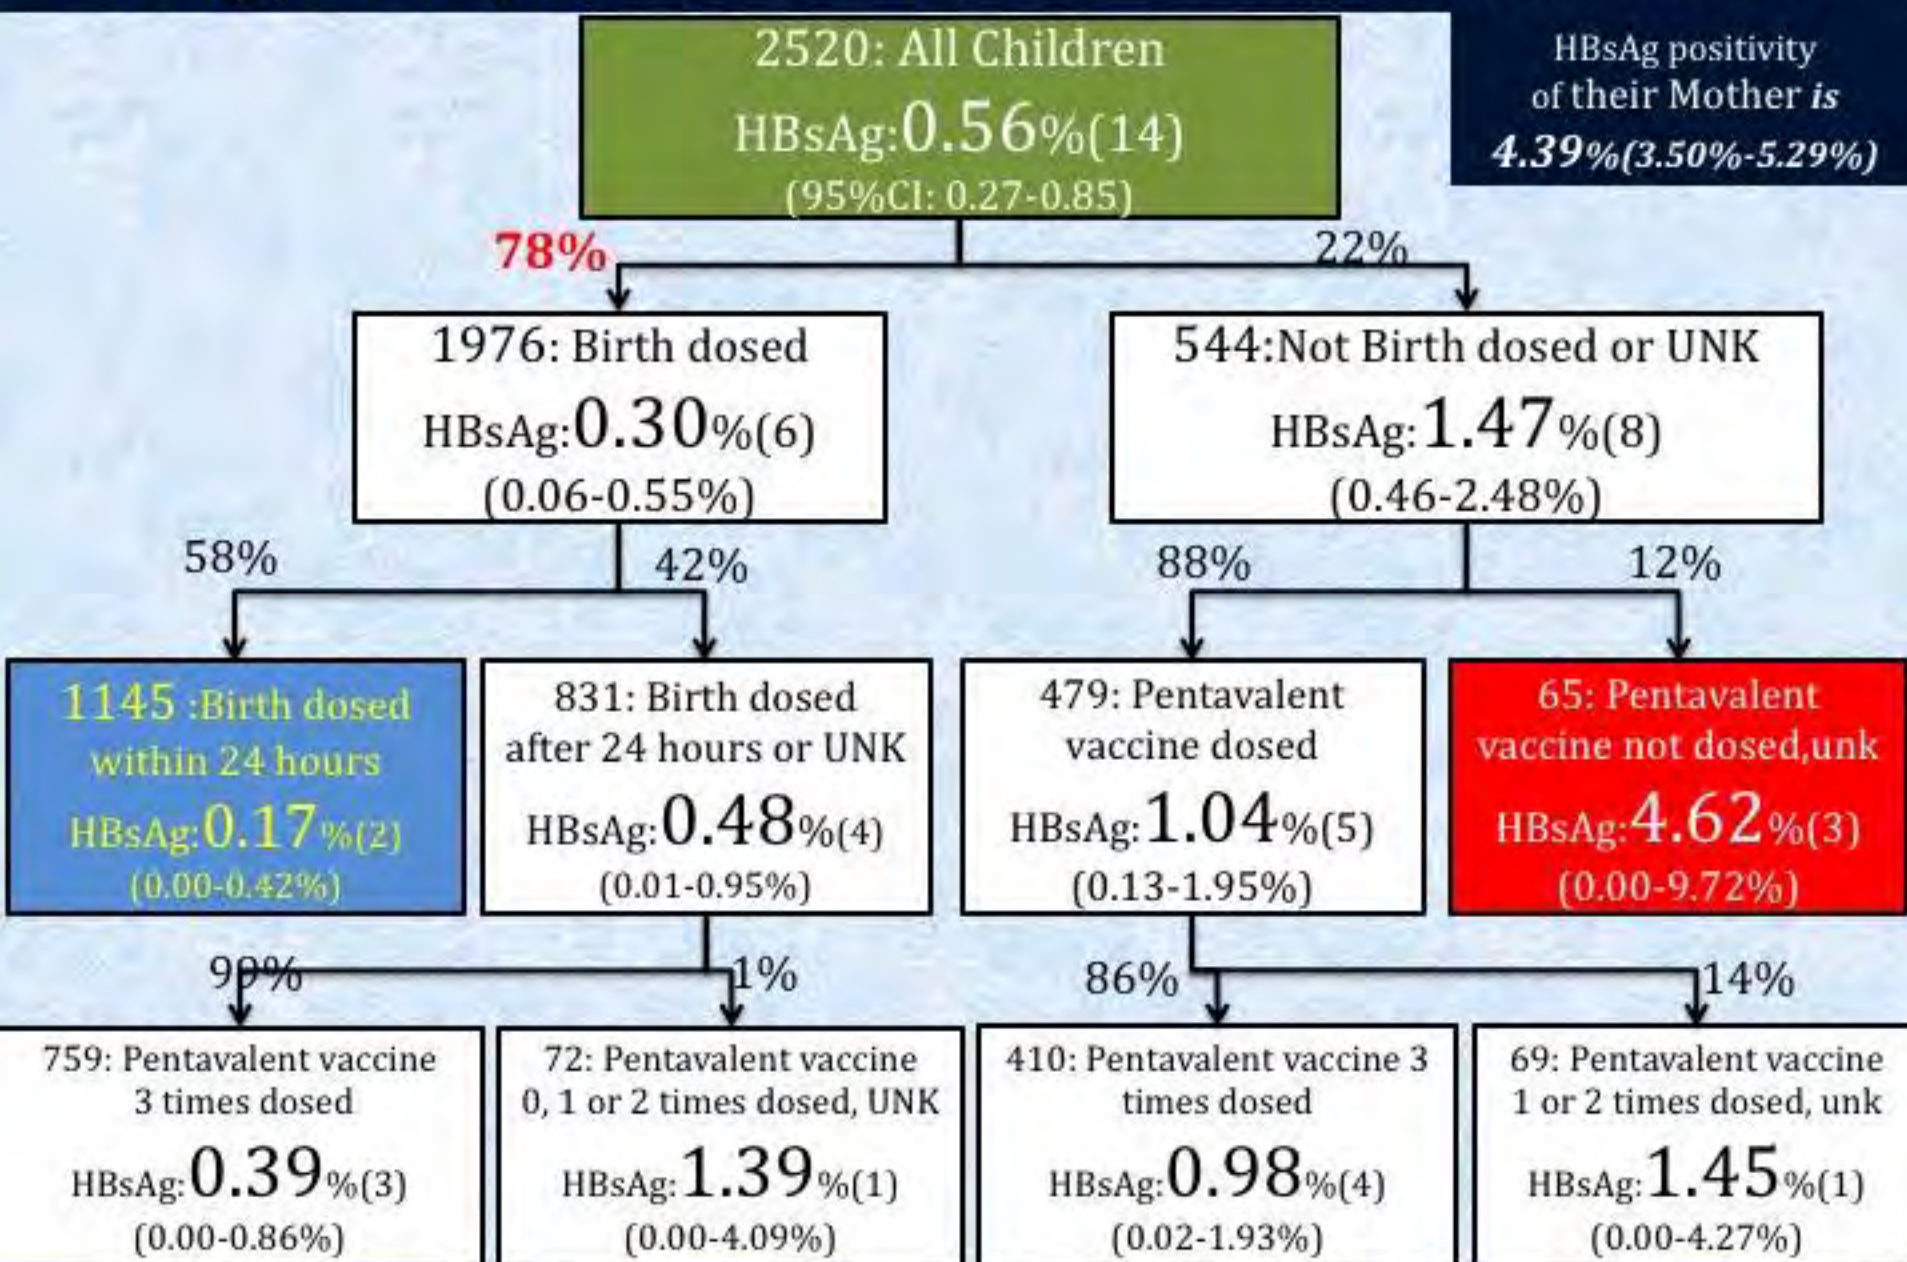 2520: All Children
HBsAg:0.56%(14)
(95%CI: 0.27-0.85)
HBsAg positivity
of their Mother is
4.39%(3.50%-5.29%)
78%
22%
1976: Birth dosed
HBsAg:0.30%(6)
(0.06-0.55%)
544:Not Birth dosed or UNK
HBsAg:1.47%(8)
(0.46-2.48%)
58%
42%
88%
12%
1145 :Birth dosed
within 24 hours
HBsAg:0.17%(2)
(0.00-0.42%)
831: Birth dosed
after 24 hours or UNK
HBsAg:0.48%(4)
(0.01-0.95%)
479: Pentavalent
vaccine dosed
HBsAg:1.04%(5)
(0.13-1.95%)
65: Pentavalent
vaccine not dosed,unk
HBsAg:4.62%(3)
(0.00-9.72%)
99%
1%
86%
14%
759: Pentavalent vaccine
3 times dosed
HBsAg:0.39%(3)
(0.00-0.86%)
72: Pentavalent vaccine
0, 1 or 2 times dosed, UNK
HBsAg:1.39%(1)
(0.00-4.09%)
410: Pentavalent vaccine 3
times dosed
HBsAg:0.98%(4)
(0.02-1.93%)
69: Pentavalent vaccine
1 or 2 times dosed, unk
HBsAg:1.45%(1)
(0.00-4.27%)